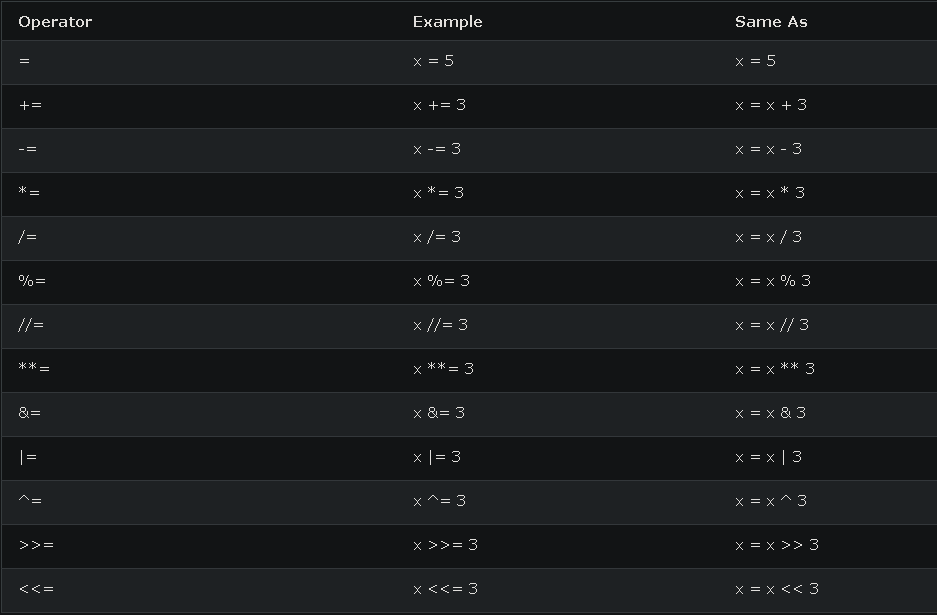 Operator Example Same As
= x = 5 x = 5
+= x += 3 x = x + 3
-= x -= 3 x = x - 3
*= x *= 3 x = x * 3
/= x /= 3 x = x / 3
%= x %= 3 x = x % 3
//= x //= 3 x = x // 3
**= x **= 3 x = x ** 3
&= x &= 3 x = x & 3
|= x |= 3 x = x | 3
^= x ^= 3 x = x ^ 3
>>= x >>= 3 x = x >> 3
<<= x <<= 3 x = x << 3